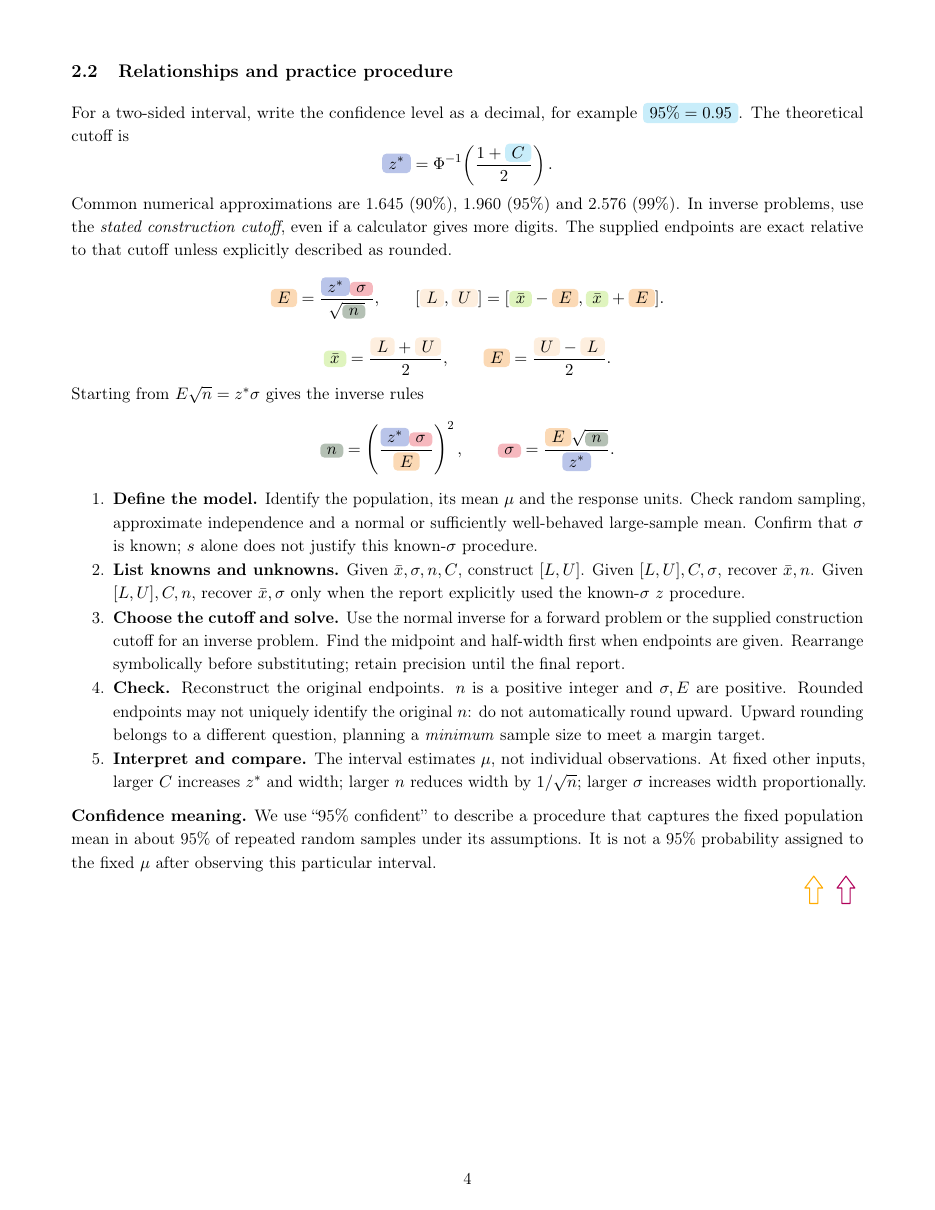 2.2 Relationships and practice procedure
For a two-sided interval, write the confidence level as a decimal, for example 95% = 0.95 . The theoretical
cutoff is
z* = Φ⁻¹( (1 + C) / 2 ) .
Common numerical approximations are 1.645 (90%), 1.960 (95%) and 2.576 (99%). In inverse problems, use
the stated construction cutoff, even if a calculator gives more digits. The supplied endpoints are exact relative
to that cutoff unless explicitly described as rounded.
E = z* σ / √n , [ L , U ] = [ x̄ − E , x̄ + E ].
x̄ = (L + U) / 2 , E = (U − L) / 2 .
Starting from E√n = z*σ gives the inverse rules
n = ( z* σ / E )² , σ = E √n / z* .
1. Define the model. Identify the population, its mean μ and the response units. Check random sampling,
approximate independence and a normal or sufficiently well-behaved large-sample mean. Confirm that σ
is known; s alone does not justify this known-σ procedure.
2. List knowns and unknowns. Given x̄, σ, n, C, construct [L, U]. Given [L, U], C, σ, recover x̄, n. Given
[L, U], C, n, recover x̄, σ only when the report explicitly used the known-σ z procedure.
3. Choose the cutoff and solve. Use the normal inverse for a forward problem or the supplied construction
cutoff for an inverse problem. Find the midpoint and half-width first when endpoints are given. Rearrange
symbolically before substituting; retain precision until the final report.
4. Check. Reconstruct the original endpoints. n is a positive integer and σ, E are positive. Rounded
endpoints may not uniquely identify the original n: do not automatically round upward. Upward rounding
belongs to a different question, planning a minimum sample size to meet a margin target.
5. Interpret and compare. The interval estimates μ, not individual observations. At fixed other inputs,
larger C increases z* and width; larger n reduces width by 1/√n; larger σ increases width proportionally.
Confidence meaning. We use “95% confident” to describe a procedure that captures the fixed population
mean in about 95% of repeated random samples under its assumptions. It is not a 95% probability assigned to
the fixed μ after observing this particular interval.
4